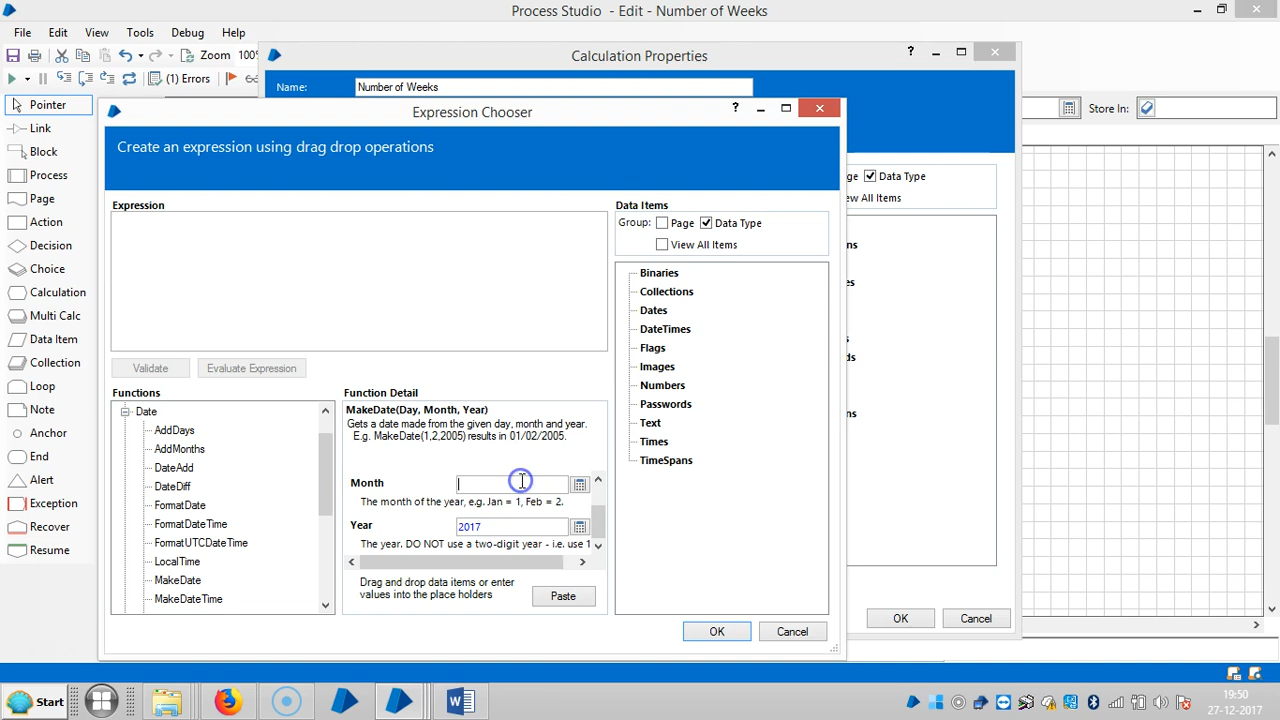 Process Studio - Edit - Number of Weeks
File Edit View Tools Debug Help
Zoom 100%
Calculation Properties
?
(1) Errors
Name: Number of Weeks
Pointer
Link
Block
Process
Page
Action
Decision
Choice
Calculation
Multi Calc
Data Item
Collection
Loop
Note
Anchor
End
Alert
Exception
Recover
Resume
Store In:
Data Type
OK Cancel
Expression Chooser
?
Create an expression using drag drop operations
Expression
Validate Evaluate Expression
Data Items
Group: Page Data Type
View All Items
Binaries
Collections
Dates
DateTimes
Flags
Images
Numbers
Passwords
Text
Times
TimeSpans
Functions
Date
AddDays
AddMonths
DateAdd
DateDiff
FormatDate
FormatDateTime
FormatUTCDateTime
LocalTime
MakeDate
MakeDateTime
Function Detail
MakeDate(Day, Month, Year)
Gets a date made from the given day, month and year.
E.g. MakeDate(1,2,2005) results in 01/02/2005.
Month
The month of the year, e.g. Jan = 1, Feb = 2.
Year 2017
The year. DO NOT use a two-digit year - i.e. use 1
Drag and drop data items or enter
values into the place holders
Paste
OK Cancel
Start
19:50
27-12-2017